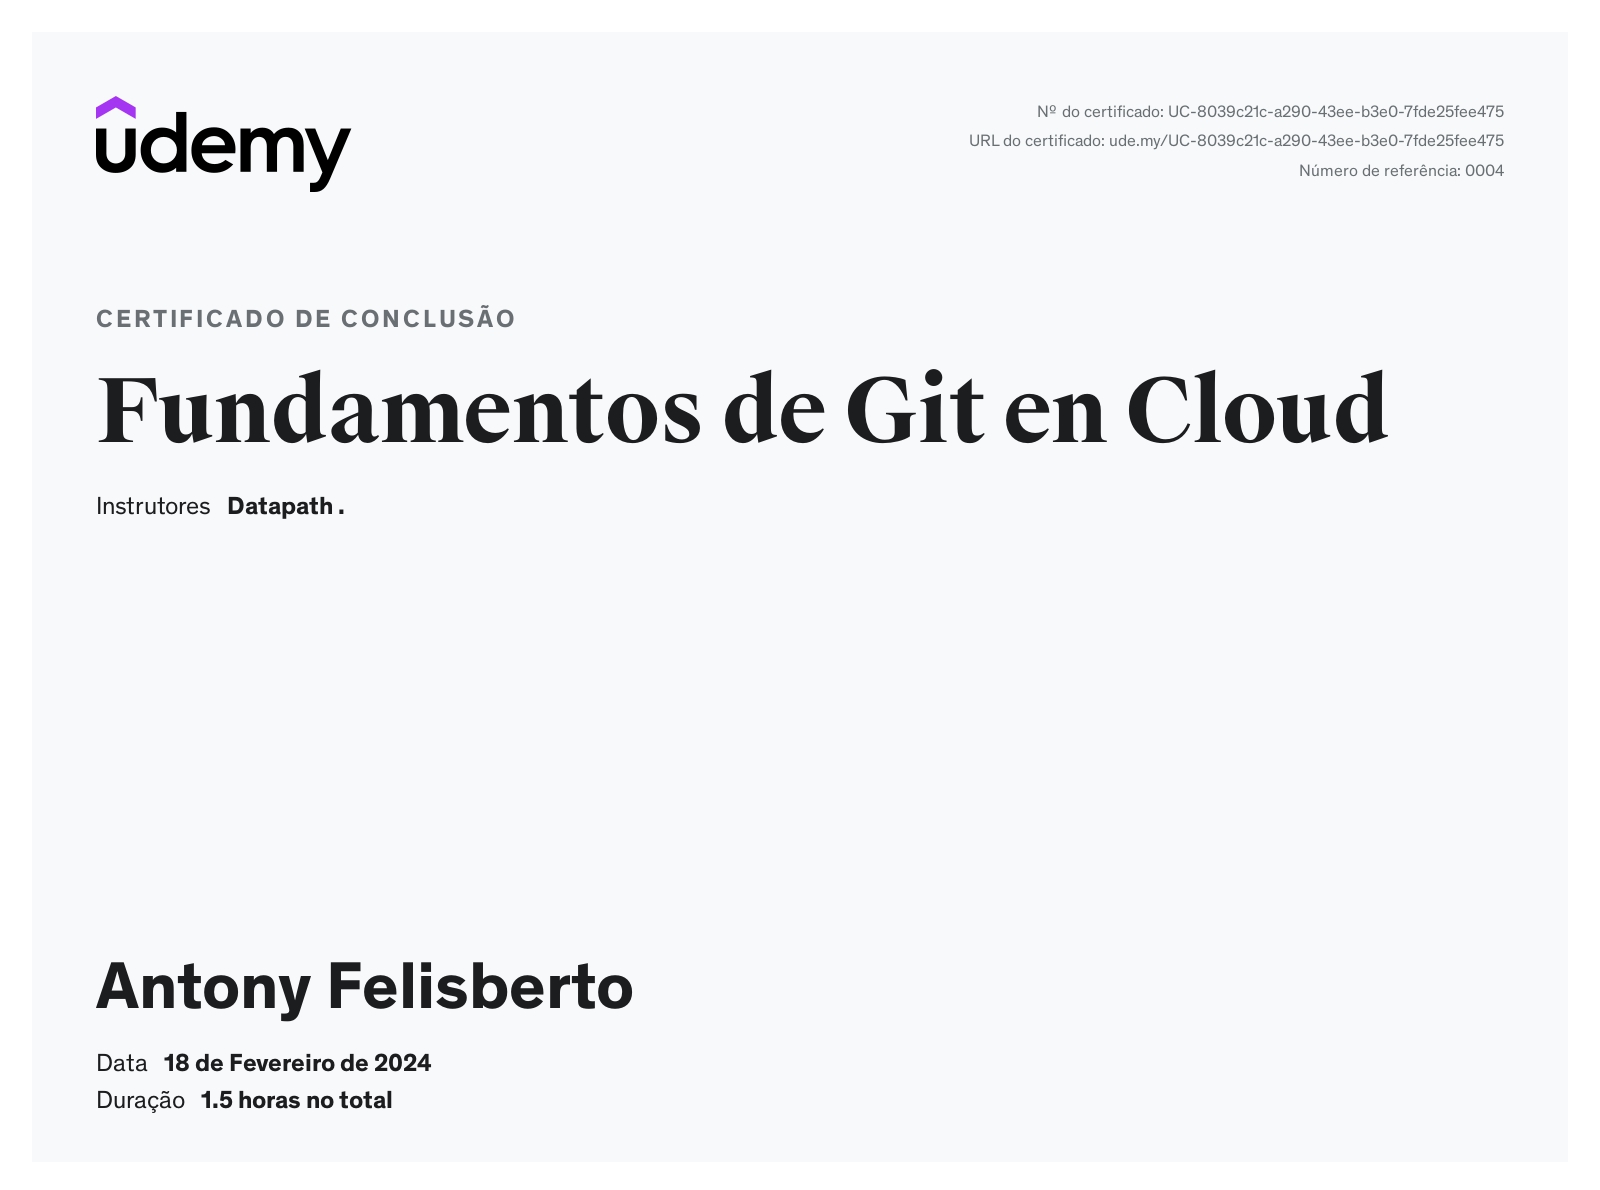 udemy
Nº do certificado: UC-8039c21c-a290-43ee-b3e0-7fde25fee475
URL do certificado: ude.my/UC-8039c21c-a290-43ee-b3e0-7fde25fee475
Número de referência: 0004
CERTIFICADO DE CONCLUSÃO
Fundamentos de Git en Cloud
Instrutores Datapath .
Antony Felisberto
Data 18 de Fevereiro de 2024
Duração 1.5 horas no total